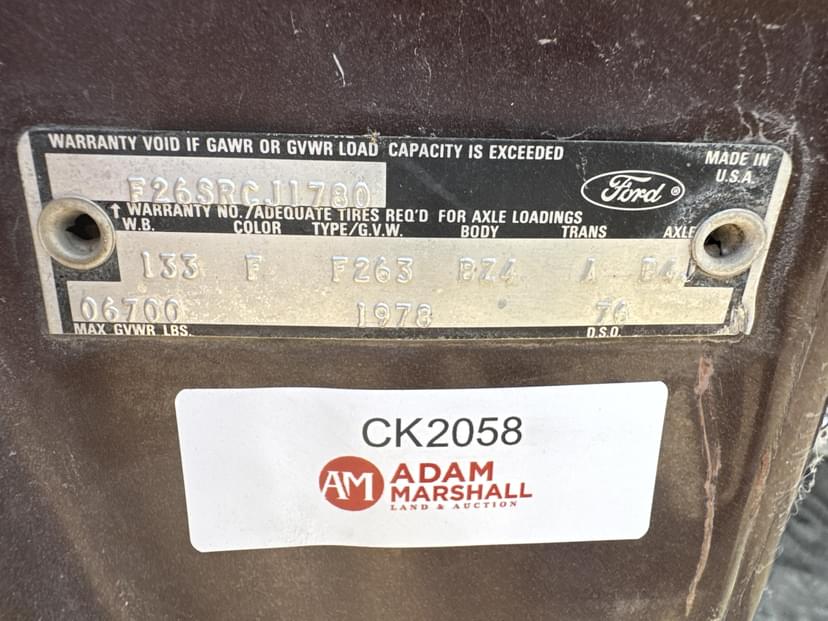 WARRANTY VOID IF GAWR OR GVWR LOAD CAPACITY IS EXCEEDED
MADE IN
U.S.A.
F26SRCJ1780
Ford ®
↑ WARRANTY NO./ADEQUATE TIRES REQ'D FOR AXLE LOADINGS
W.B. COLOR TYPE/G.V.W. BODY TRANS AXLE
133 F F263 BZ4 A
06700 1978 76
MAX. GVWR LBS. D.S.O.
CK2058
AM ADAM
MARSHALL
LAND & AUCTION